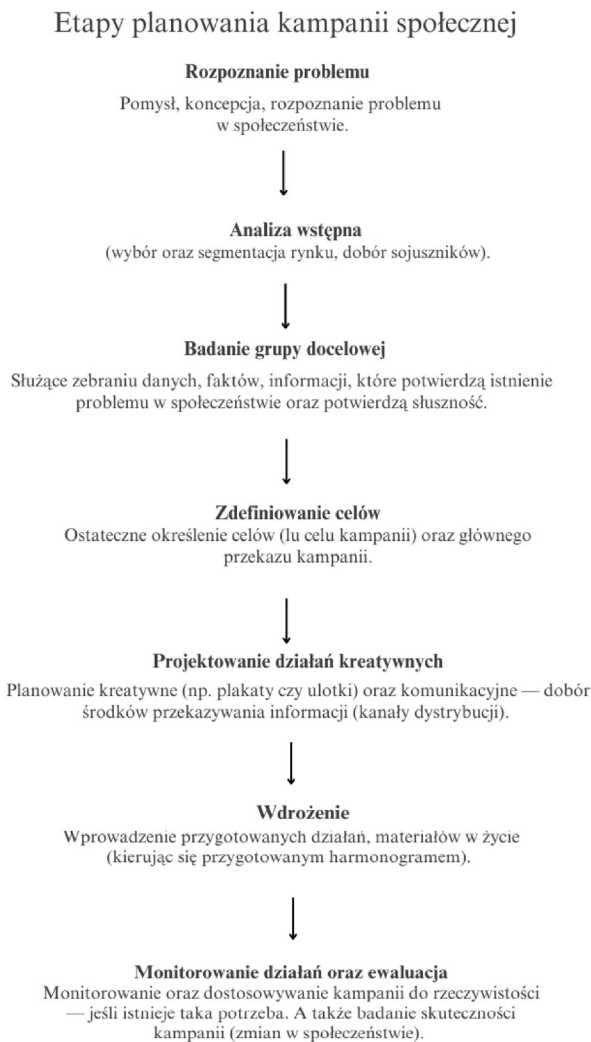 Etapy planowania kampanii społecznej
Rozpoznanie problemu
Pomysł, koncepcja, rozpoznanie problemu
w społeczeństwie.
Analiza wstępna
(wybór oraz segmentacja rynku, dobór sojuszników).
Badanie grupy docelowej
Służące zebraniu danych, faktów, informacji, które potwierdzą istnienie
problemu w społeczeństwie oraz potwierdzą słuszność.
Zdefiniowanie celów
Ostateczne określenie celów (lu celu kampanii) oraz głównego
przekazu kampanii.
Projektowanie działań kreatywnych
Planowanie kreatywne (np. plakaty czy ulotki) oraz komunikacyjne — dobór
środków przekazywania informacji (kanały dystrybucji).
Wdrożenie
Wprowadzenie przygotowanych działań, materiałów w życie
(kierując się przygotowanym harmonogramem).
Monitorowanie działań oraz ewaluacja
Monitorowanie oraz dostosowywanie kampanii do rzeczywistości
— jeśli istnieje taka potrzeba. A także badanie skuteczności
kampanii (zmian w społeczeństwie).